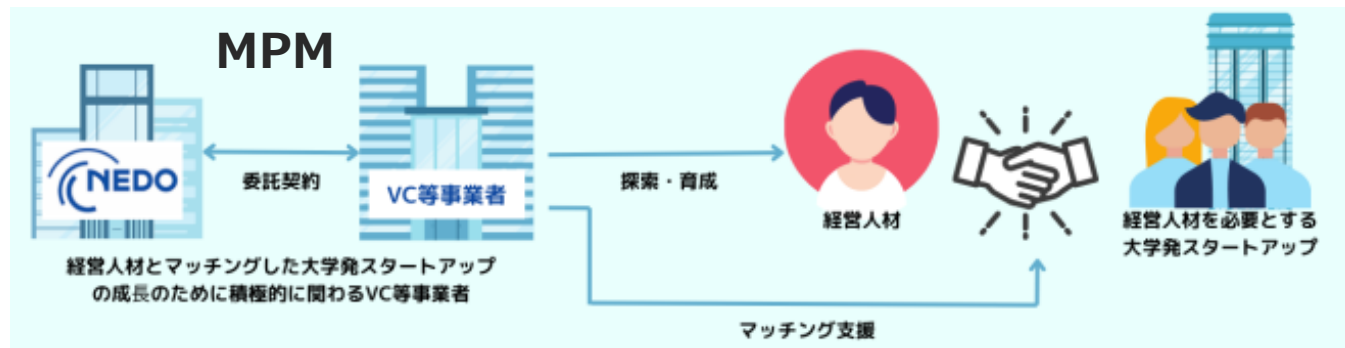 MPM
NEDO
委託契約
VC等事業者
探索・育成
経営人材
経営人材を必要とする
大学発スタートアップ
経営人材とマッチングした大学発スタートアップ
の成長のために積極的に関わるVC等事業者
マッチング支援